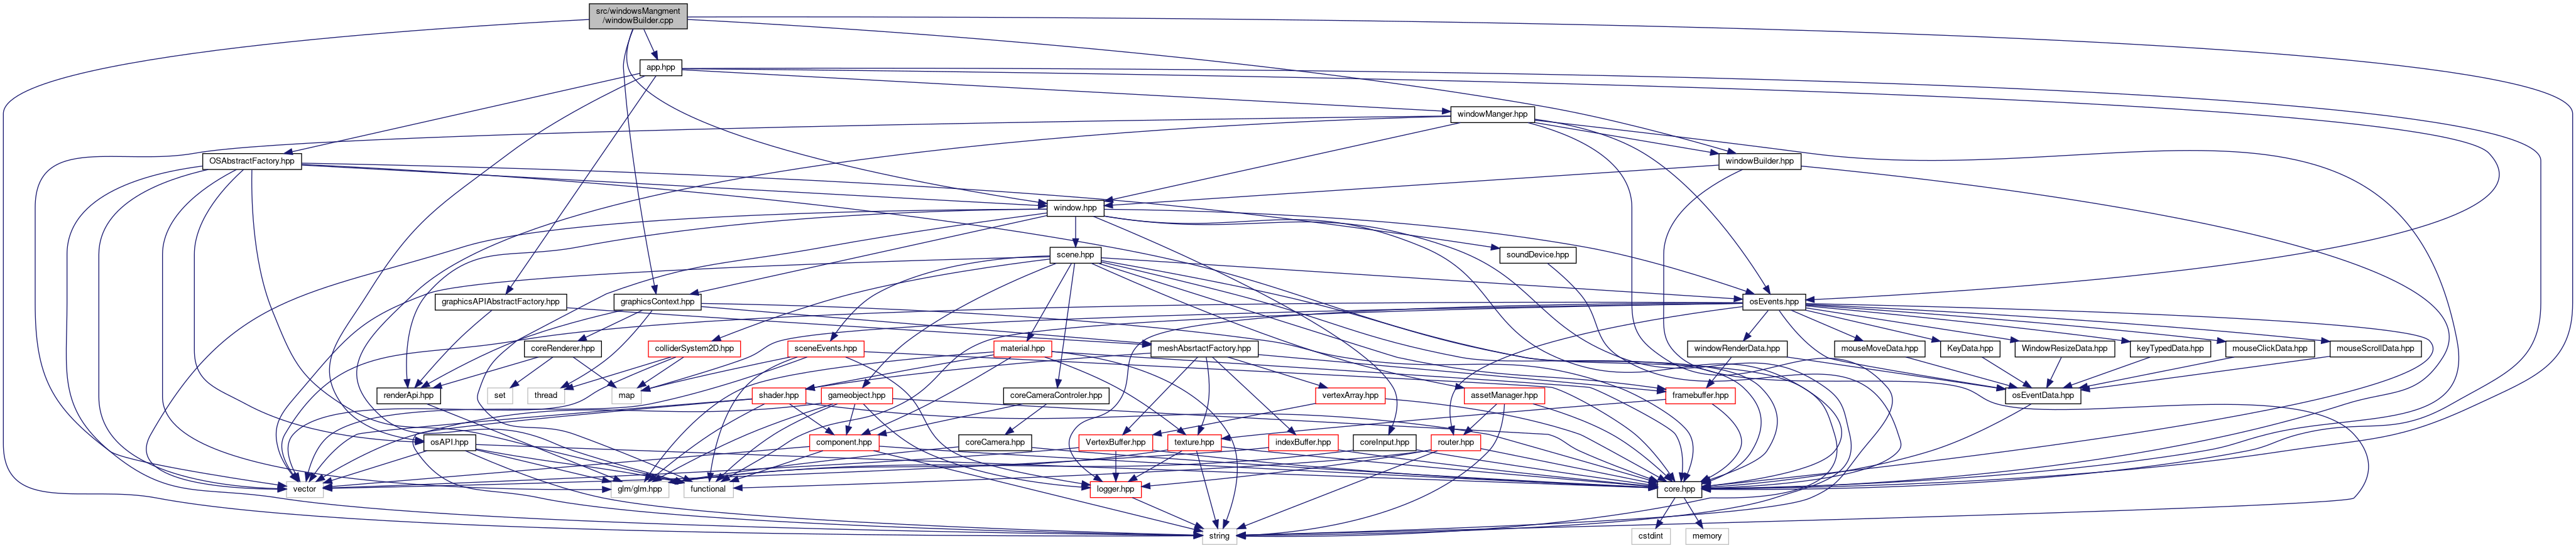 src/windowsMangment
/windowBuilder.cpp
app.hpp
windowManger.hpp
OSAbstractFactory.hpp
windowBuilder.hpp
window.hpp
scene.hpp
soundDevice.hpp
graphicsAPIAbstractFactory.hpp
graphicsContext.hpp
osEvents.hpp
coreRenderer.hpp
colliderSystem2D.hpp
sceneEvents.hpp
material.hpp
meshAbsrtactFactory.hpp
windowRenderData.hpp
mouseMoveData.hpp
KeyData.hpp
WindowResizeData.hpp
keyTypedData.hpp
mouseClickData.hpp
mouseScrollData.hpp
renderApi.hpp
set
thread
map
shader.hpp
gameobject.hpp
coreCameraControler.hpp
vertexArray.hpp
assetManager.hpp
framebuffer.hpp
osEventData.hpp
osAPI.hpp
component.hpp
coreCamera.hpp
VertexBuffer.hpp
texture.hpp
indexBuffer.hpp
coreInput.hpp
router.hpp
vector
glm/glm.hpp
functional
logger.hpp
core.hpp
string
cstdint
memory